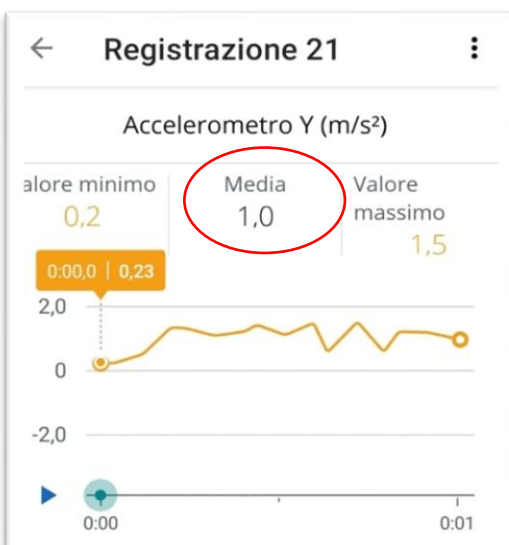 Registrazione 21
Accelerometro Y (m/s²)
alore minimo
0,2
Media
1,0
Valore
massimo
1,5
0:00,0 | 0,23
2,0
0
-2,0
0:00
0:01